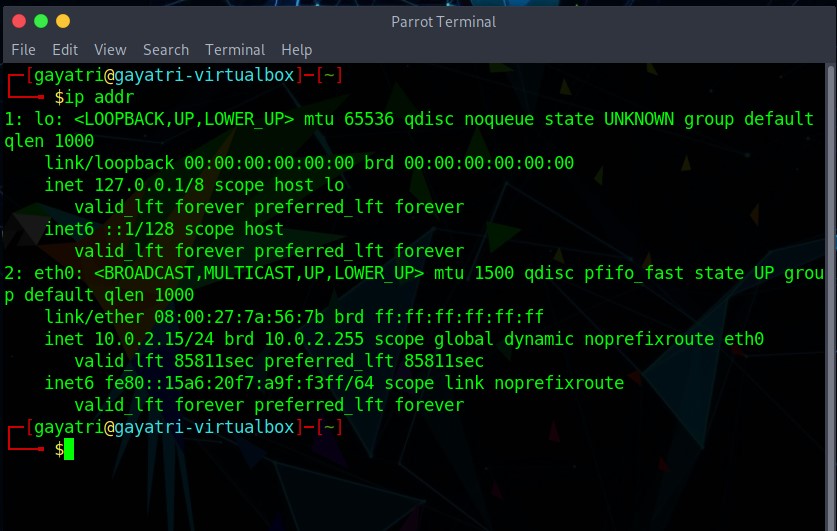 Parrot Terminal
File Edit View Search Terminal Help
┌─[gayatri@gayatri-virtualbox]─[~]
└──╼ $ip addr
1: lo: <LOOPBACK,UP,LOWER_UP> mtu 65536 qdisc noqueue state UNKNOWN group default
qlen 1000
link/loopback 00:00:00:00:00:00 brd 00:00:00:00:00:00
inet 127.0.0.1/8 scope host lo
valid_lft forever preferred_lft forever
inet6 ::1/128 scope host
valid_lft forever preferred_lft forever
2: eth0: <BROADCAST,MULTICAST,UP,LOWER_UP> mtu 1500 qdisc pfifo_fast state UP grou
p default qlen 1000
link/ether 08:00:27:7a:56:7b brd ff:ff:ff:ff:ff:ff
inet 10.0.2.15/24 brd 10.0.2.255 scope global dynamic noprefixroute eth0
valid_lft 85811sec preferred_lft 85811sec
inet6 fe80::15a6:20f7:a9f:f3ff/64 scope link noprefixroute
valid_lft forever preferred_lft forever
┌─[gayatri@gayatri-virtualbox]─[~]
└──╼ $